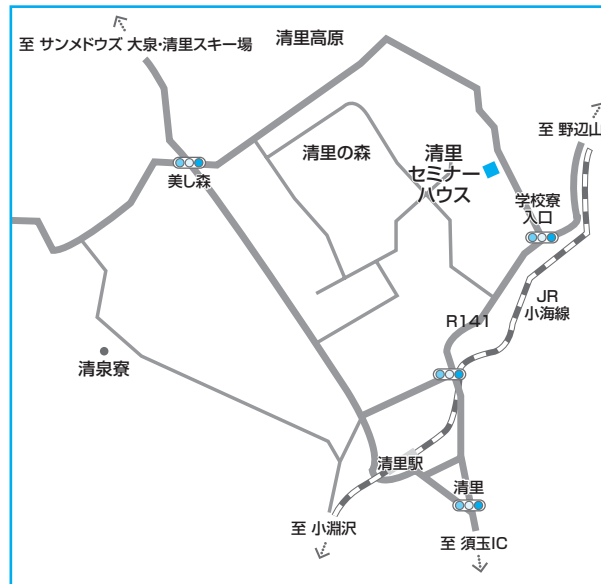 至 サンメドウズ 大泉・清里スキー場
清里高原
至 野辺山
清里の森
清里
セミナー
ハウス
美し森
学校寮
入口
JR
小海線
R141
清泉寮
清里駅
清里
至 小淵沢
至 須玉IC